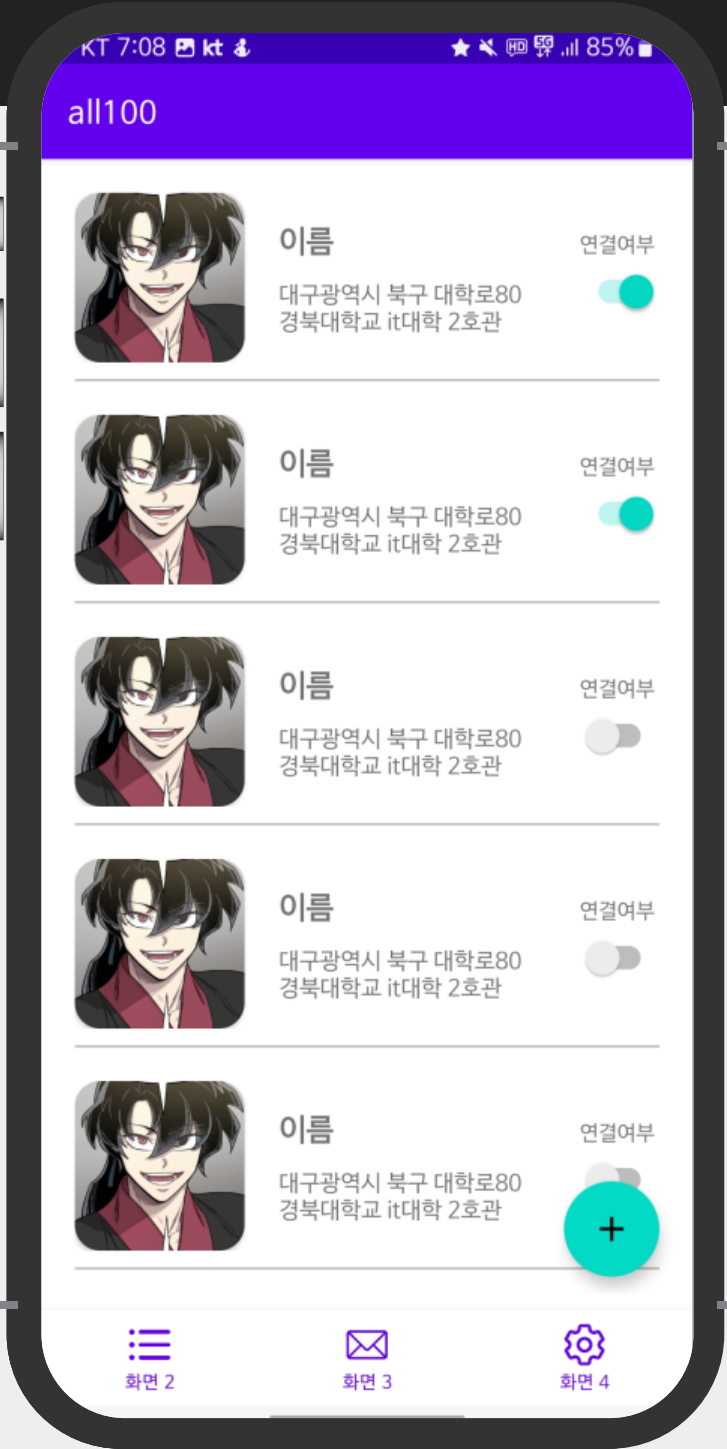 KT 7:08 kt HD 5G 85%
all100
이름
연결여부
대구광역시 북구 대학로80
경북대학교 it대학 2호관
이름
연결여부
대구광역시 북구 대학로80
경북대학교 it대학 2호관
이름
연결여부
대구광역시 북구 대학로80
경북대학교 it대학 2호관
이름
연결여부
대구광역시 북구 대학로80
경북대학교 it대학 2호관
이름
연결여부
대구광역시 북구 대학로80
경북대학교 it대학 2호관
+
화면 2
화면 3
화면 4